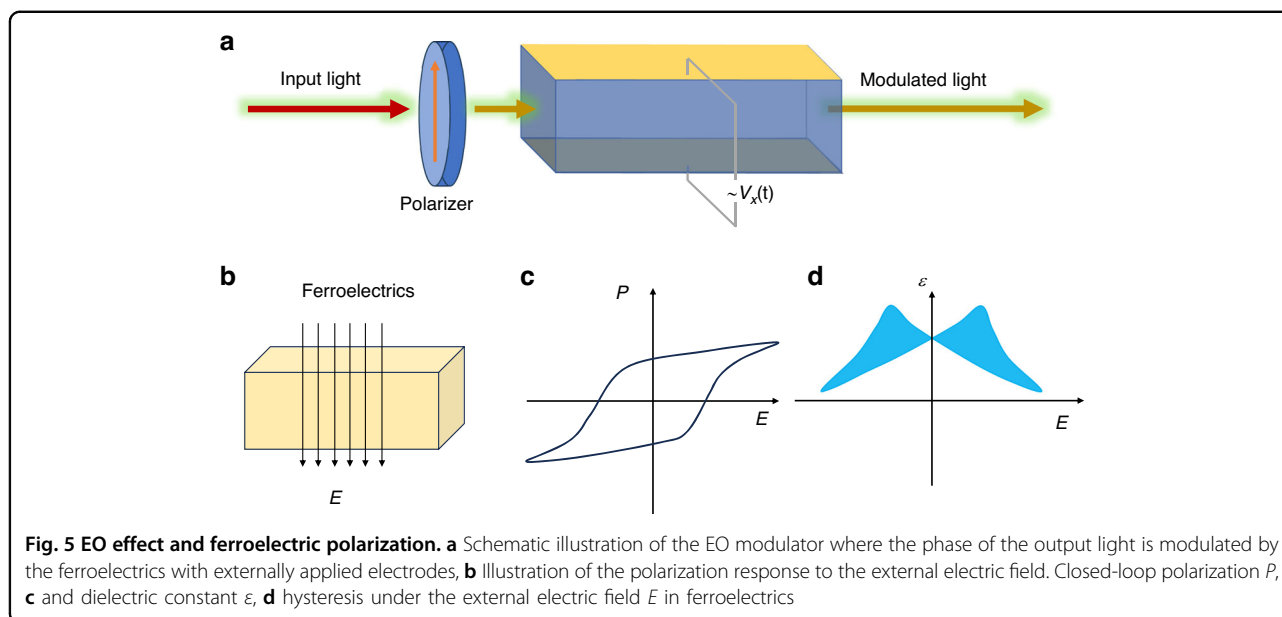 a
Input light
Modulated light
Polarizer
~Vₓ(t)
b
Ferroelectrics
E
c
P
E
d
ε
E
Fig. 5 EO effect and ferroelectric polarization. a Schematic illustration of the EO modulator where the phase of the output light is modulated by
the ferroelectrics with externally applied electrodes, b Illustration of the polarization response to the external electric field. Closed-loop polarization P,
c and dielectric constant ε, d hysteresis under the external electric field E in ferroelectrics